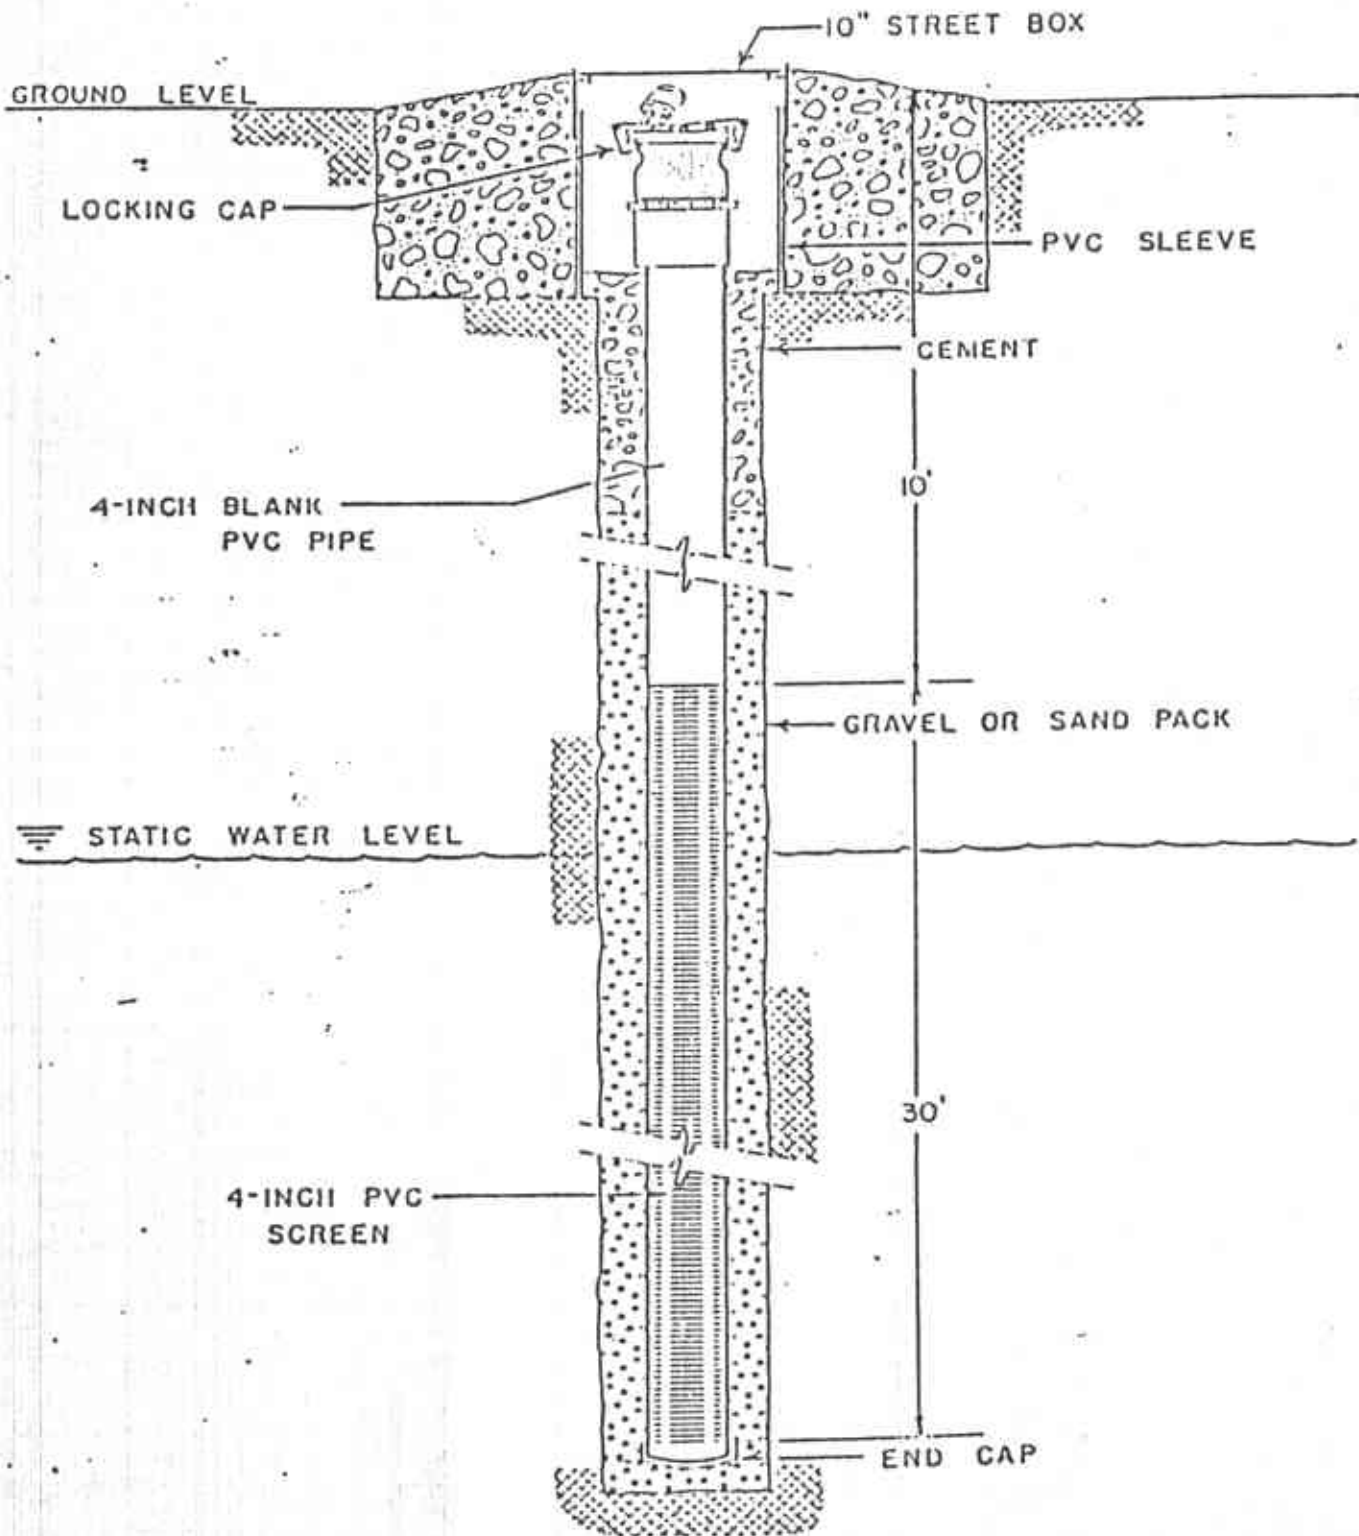 10" STREET BOX
GROUND LEVEL
LOCKING CAP
PVC SLEEVE
CEMENT
10'
4-INCH BLANK
PVC PIPE
GRAVEL OR SAND PACK
STATIC WATER LEVEL
30'
4-INCH PVC
SCREEN
END CAP